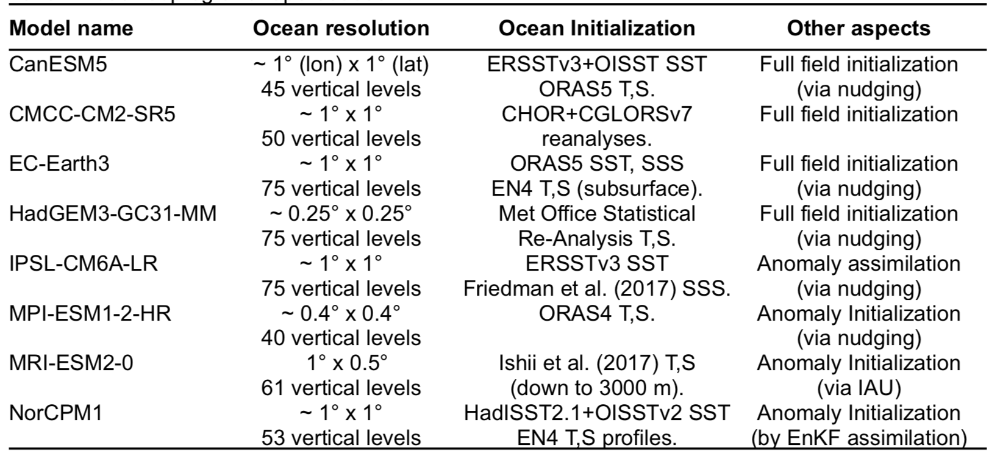 Model name Ocean resolution Ocean Initialization Other aspects
CanESM5 ~ 1° (lon) x 1° (lat) ERSSTv3+OISST SST Full field initialization
45 vertical levels ORAS5 T,S. (via nudging)
CMCC-CM2-SR5 ~ 1° x 1° CHOR+CGLORSv7 Full field initialization
50 vertical levels reanalyses.
EC-Earth3 ~ 1° x 1° ORAS5 SST, SSS Full field initialization
75 vertical levels EN4 T,S (subsurface). (via nudging)
HadGEM3-GC31-MM ~ 0.25° x 0.25° Met Office Statistical Full field initialization
75 vertical levels Re-Analysis T,S. (via nudging)
IPSL-CM6A-LR ~ 1° x 1° ERSSTv3 SST Anomaly assimilation
75 vertical levels Friedman et al. (2017) SSS. (via nudging)
MPI-ESM1-2-HR ~ 0.4° x 0.4° ORAS4 T,S. Anomaly Initialization
40 vertical levels (via nudging)
MRI-ESM2-0 1° x 0.5° Ishii et al. (2017) T,S Anomaly Initialization
61 vertical levels (down to 3000 m). (via IAU)
NorCPM1 ~ 1° x 1° HadISST2.1+OISSTv2 SST Anomaly Initialization
53 vertical levels EN4 T,S profiles. (by EnKF assimilation)